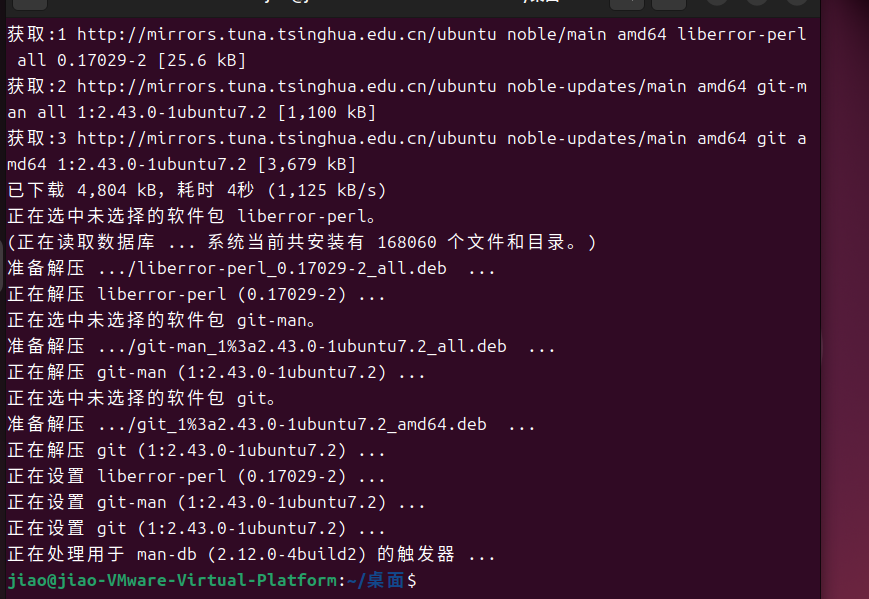 获取:1 http://mirrors.tuna.tsinghua.edu.cn/ubuntu noble/main amd64 liberror-perl
 all 0.17029-2 [25.6 kB]
获取:2 http://mirrors.tuna.tsinghua.edu.cn/ubuntu noble-updates/main amd64 git-m
an all 1:2.43.0-1ubuntu7.2 [1,100 kB]
获取:3 http://mirrors.tuna.tsinghua.edu.cn/ubuntu noble-updates/main amd64 git a
md64 1:2.43.0-1ubuntu7.2 [3,679 kB]
已下载 4,804 kB，耗时 4秒 (1,125 kB/s)
正在选中未选择的软件包 liberror-perl。
(正在读取数据库 ... 系统当前共安装有 168060 个文件和目录。)
准备解压 .../liberror-perl_0.17029-2_all.deb  ...
正在解压 liberror-perl (0.17029-2) ...
正在选中未选择的软件包 git-man。
准备解压 .../git-man_1%3a2.43.0-1ubuntu7.2_all.deb  ...
正在解压 git-man (1:2.43.0-1ubuntu7.2) ...
正在选中未选择的软件包 git。
准备解压 .../git_1%3a2.43.0-1ubuntu7.2_amd64.deb  ...
正在解压 git (1:2.43.0-1ubuntu7.2) ...
正在设置 liberror-perl (0.17029-2) ...
正在设置 git-man (1:2.43.0-1ubuntu7.2) ...
正在设置 git (1:2.43.0-1ubuntu7.2) ...
正在处理用于 man-db (2.12.0-4build2) 的触发器 ...
jiao@jiao-VMware-Virtual-Platform:~/桌面$